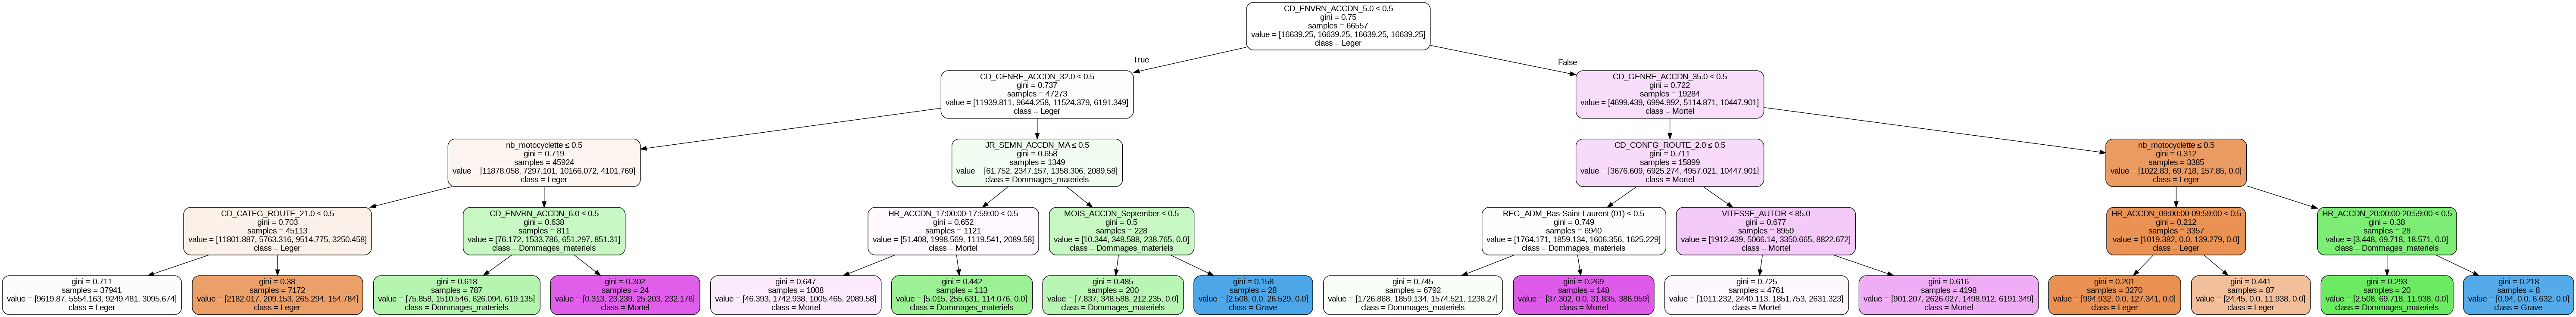 CD_ENVRN_ACCDN_5.0 ≤ 0.5
gini = 0.75
samples = 66557
value = [16639.25, 16639.25, 16639.25, 16639.25]
class = Leger
True
False
CD_GENRE_ACCDN_32.0 ≤ 0.5
gini = 0.737
samples = 47273
value = [11939.811, 9644.258, 11524.379, 6191.349]
class = Leger
CD_GENRE_ACCDN_35.0 ≤ 0.5
gini = 0.722
samples = 19284
value = [4699.439, 6994.992, 5114.871, 10447.901]
class = Mortel
nb_motocyclette ≤ 0.5
gini = 0.719
samples = 45924
value = [11878.058, 7297.101, 10166.072, 4101.769]
class = Leger
JR_SEMN_ACCDN_MA ≤ 0.5
gini = 0.658
samples = 1349
value = [61.752, 2347.157, 1358.306, 2089.58]
class = Dommages_materiels
CD_CONFG_ROUTE_2.0 ≤ 0.5
gini = 0.711
samples = 15899
value = [3676.609, 6925.274, 4957.021, 10447.901]
class = Mortel
nb_motocyclette ≤ 0.5
gini = 0.312
samples = 3385
value = [1022.83, 69.718, 157.85, 0.0]
class = Leger
CD_CATEG_ROUTE_21.0 ≤ 0.5
gini = 0.703
samples = 45113
value = [11801.887, 5763.316, 9514.775, 3250.458]
class = Leger
CD_ENVRN_ACCDN_6.0 ≤ 0.5
gini = 0.638
samples = 811
value = [76.172, 1533.786, 651.297, 851.31]
class = Dommages_materiels
HR_ACCDN_17:00:00-17:59:00 ≤ 0.5
gini = 0.652
samples = 1121
value = [51.408, 1998.569, 1119.541, 2089.58]
class = Mortel
MOIS_ACCDN_September ≤ 0.5
gini = 0.5
samples = 228
value = [10.344, 348.588, 238.765, 0.0]
class = Dommages_materiels
REG_ADM_Bas-Saint-Laurent (01) ≤ 0.5
gini = 0.749
samples = 6940
value = [1764.171, 1859.134, 1606.356, 1625.229]
class = Dommages_materiels
VITESSE_AUTOR ≤ 85.0
gini = 0.677
samples = 8959
value = [1912.439, 5066.14, 3350.665, 8822.672]
class = Mortel
HR_ACCDN_09:00:00-09:59:00 ≤ 0.5
gini = 0.212
samples = 3357
value = [1019.382, 0.0, 139.279, 0.0]
class = Leger
HR_ACCDN_20:00:00-20:59:00 ≤ 0.5
gini = 0.38
samples = 28
value = [3.448, 69.718, 18.571, 0.0]
class = Dommages_materiels
gini = 0.711
samples = 37941
value = [9619.87, 5554.163, 9249.481, 3095.674]
class = Leger
gini = 0.38
samples = 7172
value = [2182.017, 209.153, 265.294, 154.784]
class = Leger
gini = 0.618
samples = 787
value = [75.858, 1510.546, 626.094, 619.135]
class = Dommages_materiels
gini = 0.302
samples = 24
value = [0.313, 23.239, 25.203, 232.176]
class = Mortel
gini = 0.647
samples = 1008
value = [46.393, 1742.938, 1005.465, 2089.58]
class = Mortel
gini = 0.442
samples = 113
value = [5.015, 255.631, 114.076, 0.0]
class = Dommages_materiels
gini = 0.485
samples = 200
value = [7.837, 348.588, 212.235, 0.0]
class = Dommages_materiels
gini = 0.158
samples = 28
value = [2.508, 0.0, 26.529, 0.0]
class = Grave
gini = 0.745
samples = 6792
value = [1726.868, 1859.134, 1574.521, 1238.27]
class = Dommages_materiels
gini = 0.269
samples = 148
value = [37.302, 0.0, 31.835, 386.959]
class = Mortel
gini = 0.725
samples = 4761
value = [1011.232, 2440.113, 1851.753, 2631.323]
class = Mortel
gini = 0.616
samples = 4198
value = [901.207, 2626.027, 1498.912, 6191.349]
class = Mortel
gini = 0.201
samples = 3270
value = [994.932, 0.0, 127.341, 0.0]
class = Leger
gini = 0.441
samples = 87
value = [24.45, 0.0, 11.938, 0.0]
class = Leger
gini = 0.293
samples = 20
value = [2.508, 69.718, 11.938, 0.0]
class = Dommages_materiels
gini = 0.218
samples = 8
value = [0.94, 0.0, 6.632, 0.0]
class = Grave